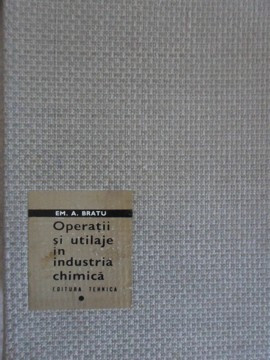 EM. A. BRATU
Operații
și utilaje
în
industria
chimică
EDITURA TEHNICĂ